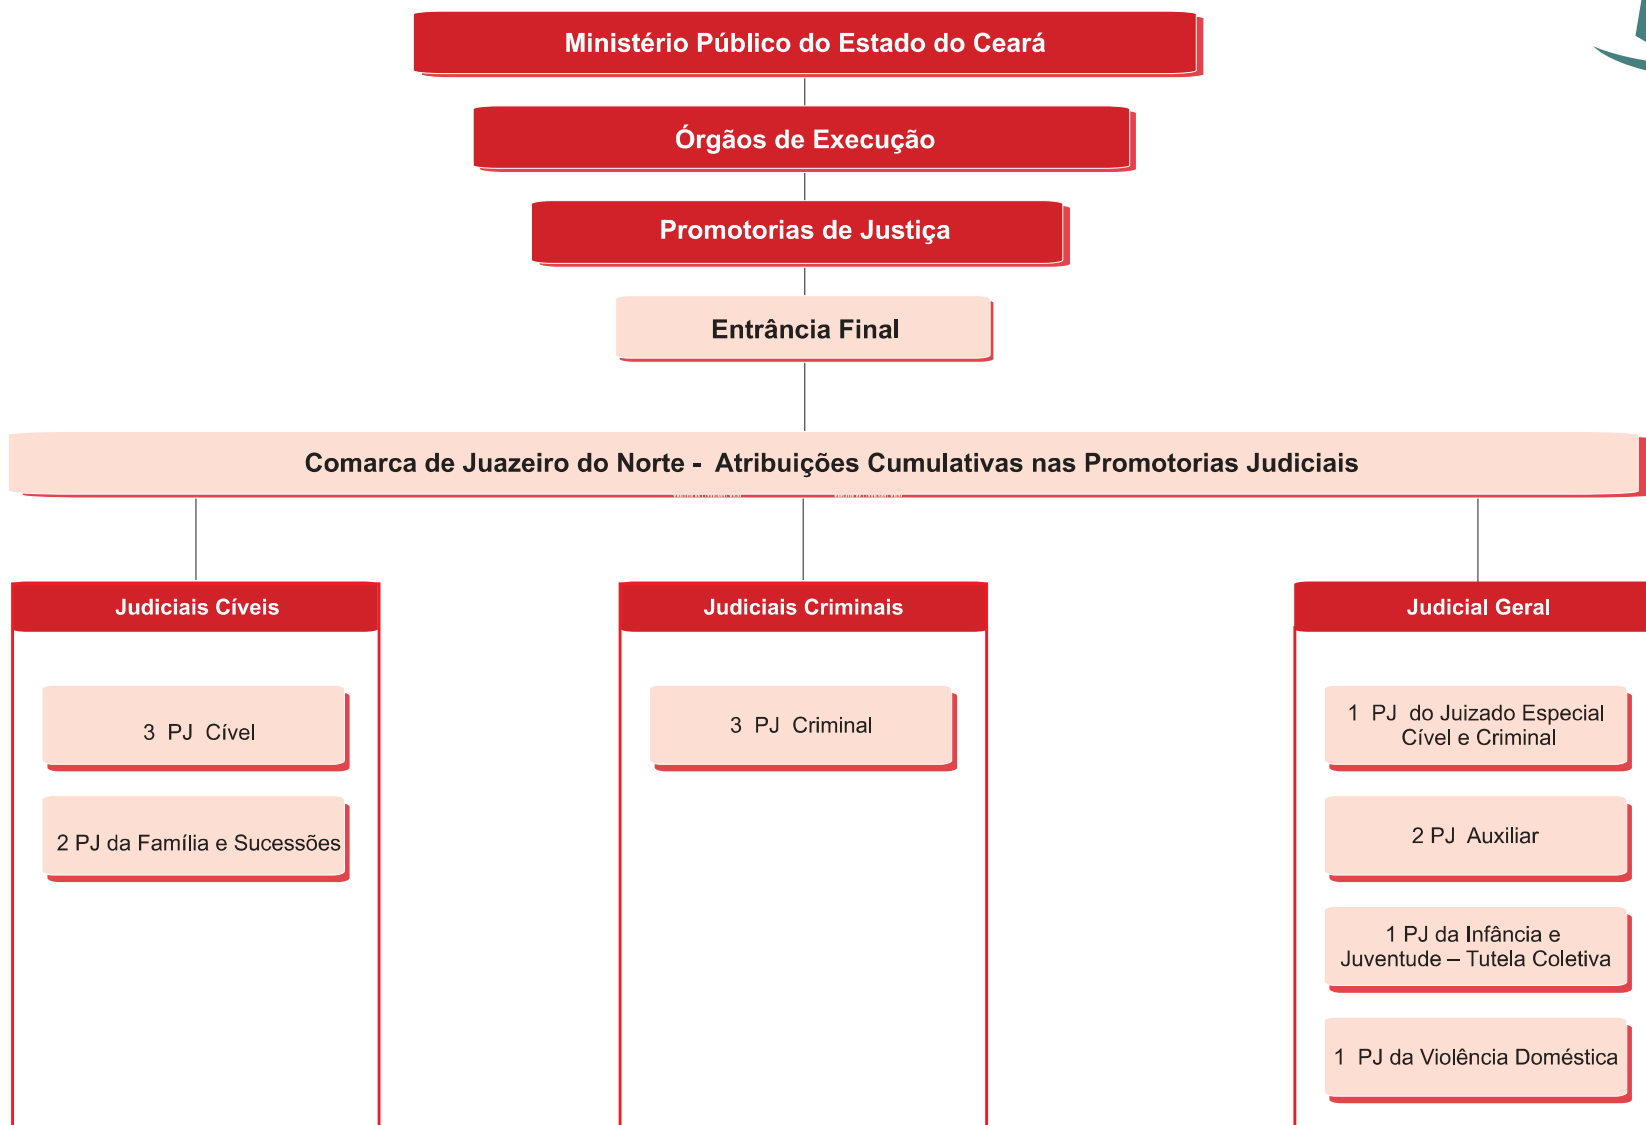 Ministério Público do Estado do Ceará
Órgãos de Execução
Promotorias de Justiça
Entrância Final
Comarca de Juazeiro do Norte - Atribuições Cumulativas nas Promotorias Judiciais
Judiciais Cíveis
3 PJ Cível
2 PJ da Família e Sucessões
Judiciais Criminais
3 PJ Criminal
Judicial Geral
1 PJ do Juizado Especial
Cível e Criminal
2 PJ Auxiliar
1 PJ da Infância e
Juventude – Tutela Coletiva
1 PJ da Violência Doméstica